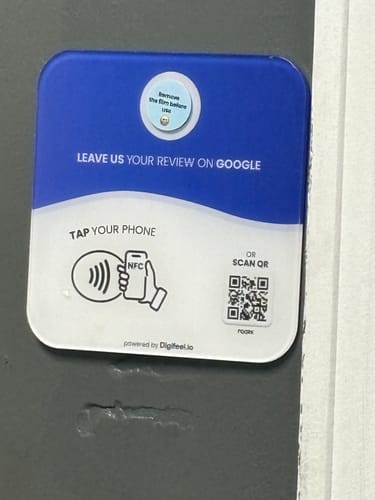 Remove
the film before
use
LEAVE US YOUR REVIEW ON GOOGLE
TAP YOUR PHONE
NFC
OR
SCAN QR
powered by Digifeel.io